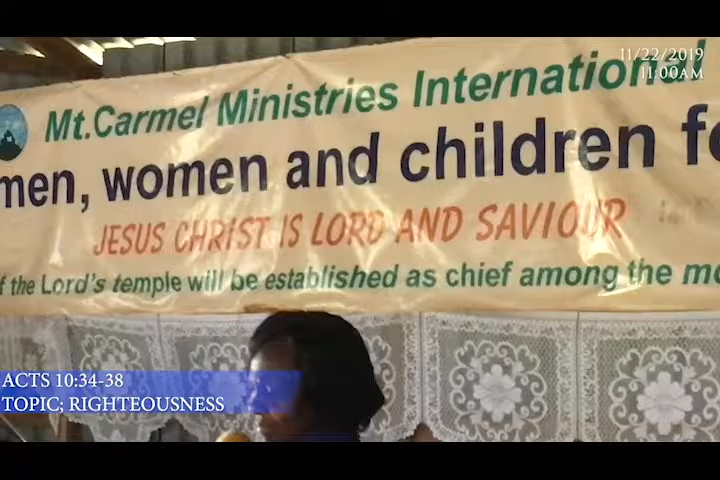 11/22/2019
11:00AM
Mt.Carmel Ministries International
men, women and children
JESUS CHRIST IS LORD AND SAVIOUR
of the Lord's temple will be established as chief among the
ACTS 10:34-38
TOPIC; RIGHTEOUSNESS